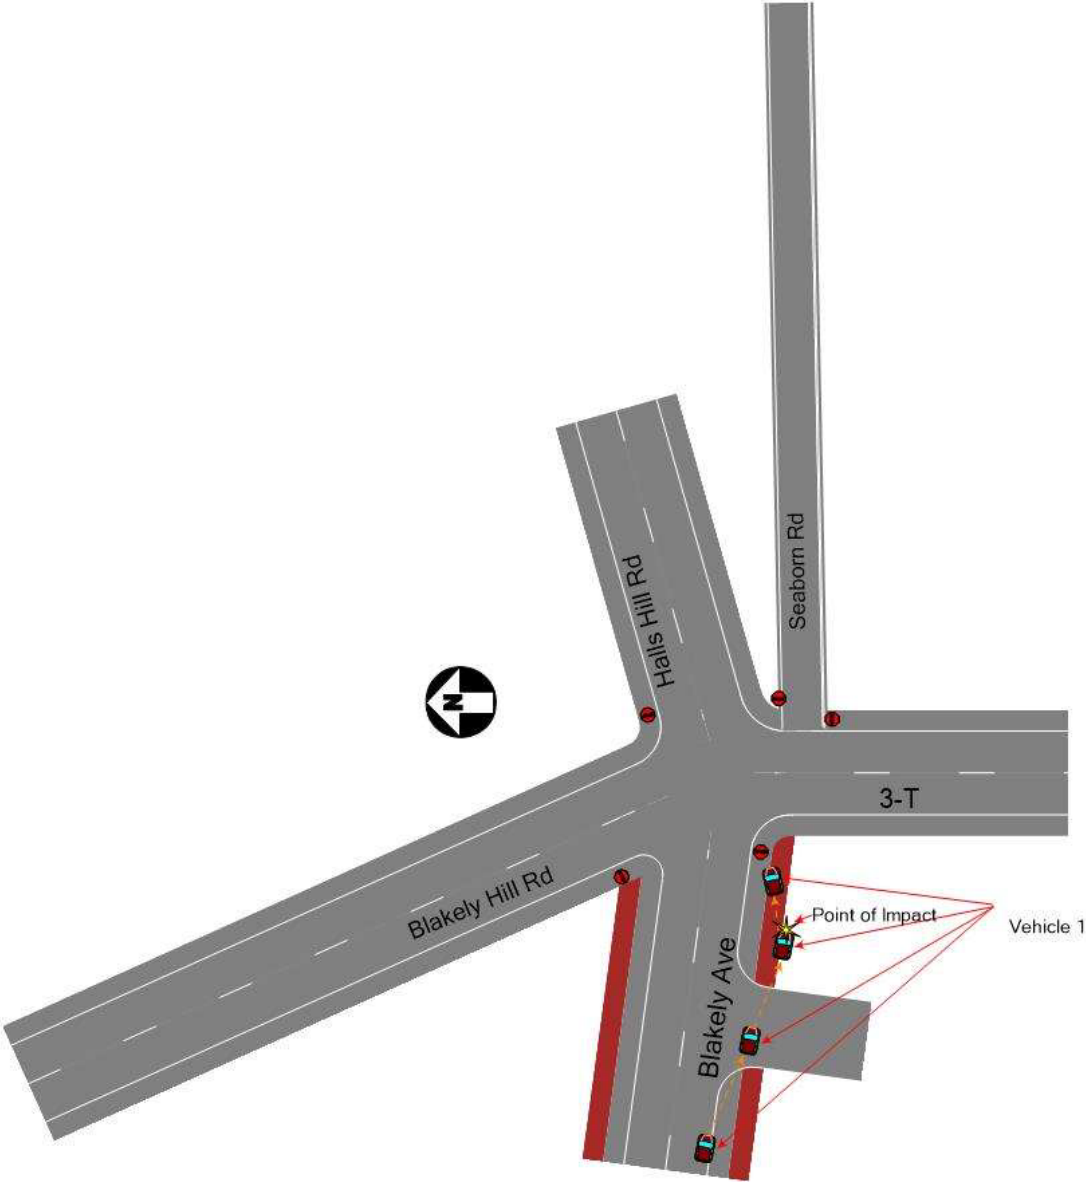 Seaborn Rd
Halls Hill Rd
N
3-T
Blakely Hill Rd
Point of Impact
Vehicle 1
Blakely Ave